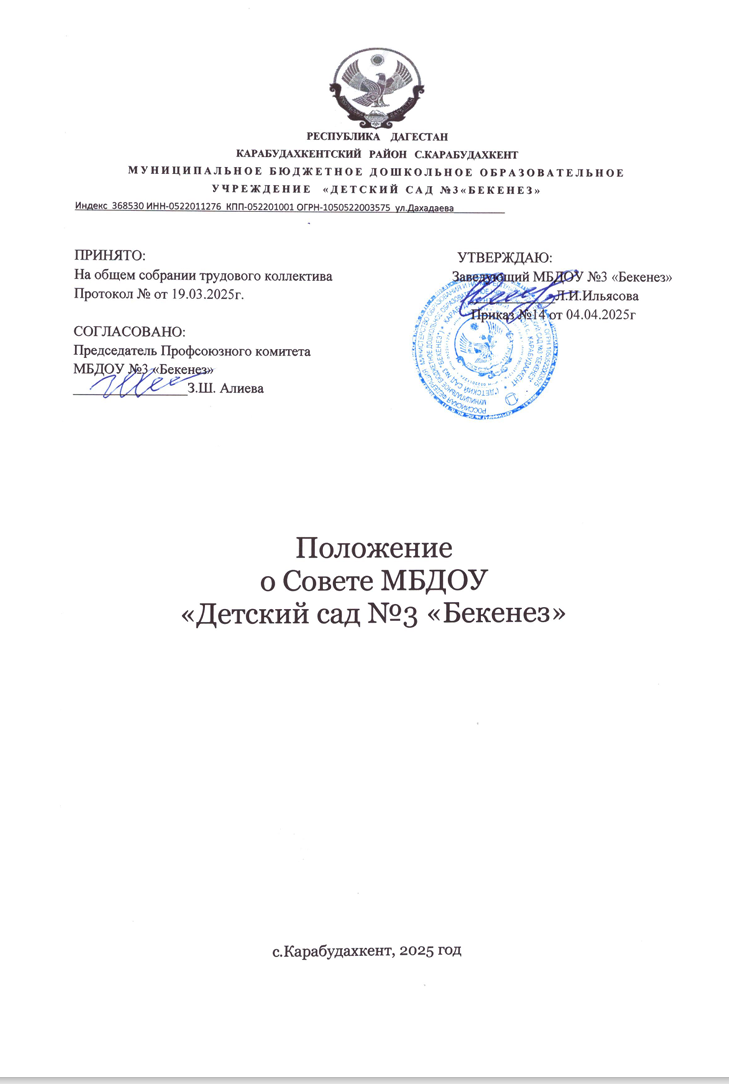 РЕСПУБЛИКА ДАГЕСТАН
КАРАБУДАХКЕНТСКИЙ РАЙОН С.КАРАБУДАХКЕНТ
МУНИЦИПАЛЬНОЕ БЮДЖЕТНОЕ ДОШКОЛЬНОЕ ОБРАЗОВАТЕЛЬНОЕ
УЧРЕЖДЕНИЕ «ДЕТСКИЙ САД №3«БЕКЕНЕЗ»
Индекс 368530 ИНН-0522011276 КПП-052201001 ОГРН-1050522003575 ул.Дахадаева
ПРИНЯТО:
На общем собрании трудового коллектива
Протокол № от 19.03.2025г.
СОГЛАСОВАНО:
Председатель Профсоюзного комитета
МБДОУ №3 «Бекенез»
З.Ш. Алиева
УТВЕРЖДАЮ:
Заведующий МБДОУ №3 «Бекенез»
Л.И.Ильясова
Приказ №14 от 04.04.2025г
Положение
о Совете МБДОУ
«Детский сад №3 «Бекенез»
с.Карабудахкент, 2025 год